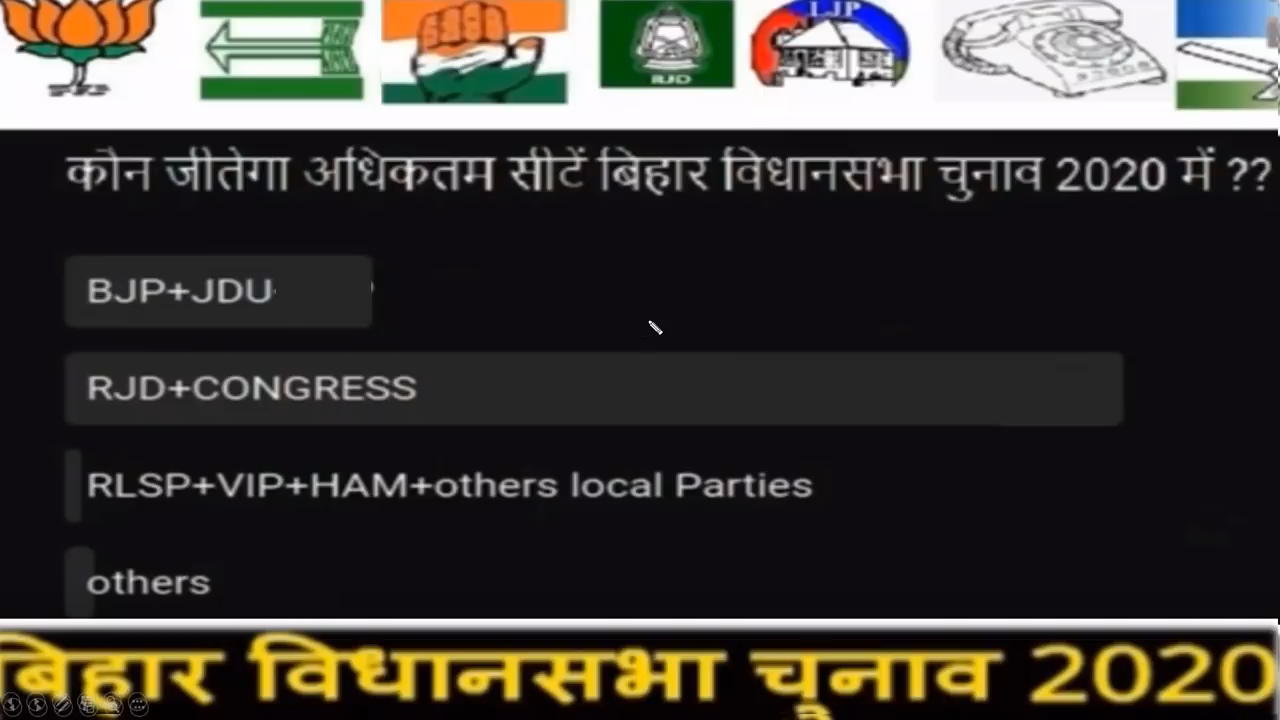 RJD
LJP
कौन जीतेगा अधिकतम सीटें बिहार विधानसभा चुनाव 2020 में ??
BJP+JDU
RJD+CONGRESS
RLSP+VIP+HAM+others local Parties
others
बिहार विधानसभा चुनाव 2020